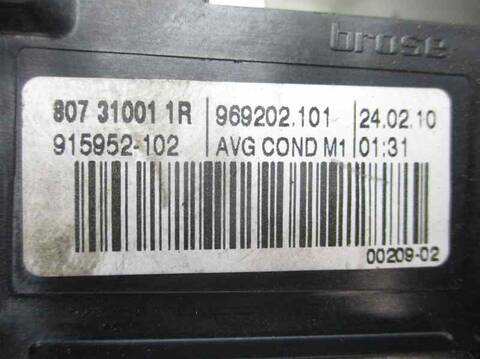 brose
807 31001 1R 969202.101 24.02.10
915952-102 AVG COND M1 01:31
00209-02